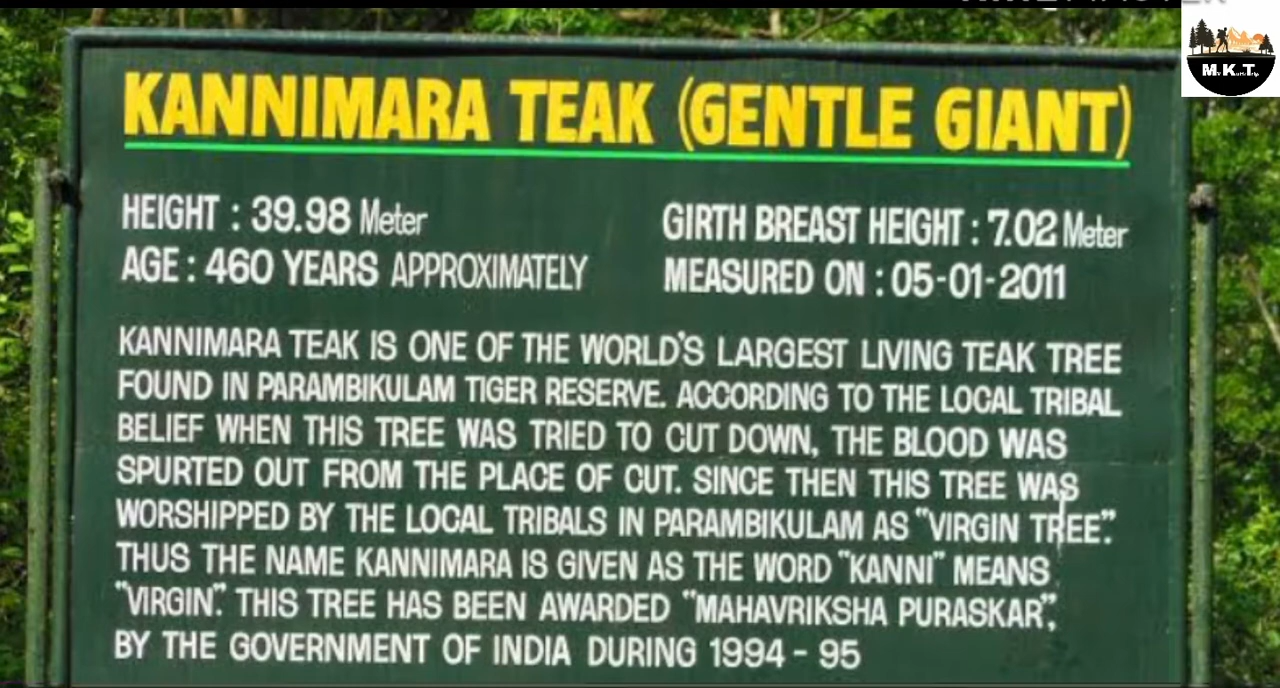 M.K.T.
KANNIMARA TEAK (GENTLE GIANT)
HEIGHT : 39.98 Meter
GIRTH BREAST HEIGHT : 7.02 Meter
AGE : 460 YEARS APPROXIMATELY
MEASURED ON : 05-01-2011
KANNIMARA TEAK IS ONE OF THE WORLD'S LARGEST LIVING TEAK TREE
FOUND IN PARAMBIKULAM TIGER RESERVE. ACCORDING TO THE LOCAL TRIBAL
BELIEF WHEN THIS TREE WAS TRIED TO CUT DOWN, THE BLOOD WAS
SPURTED OUT FROM THE PLACE OF CUT. SINCE THEN THIS TREE WAS
WORSHIPPED BY THE LOCAL TRIBALS IN PARAMBIKULAM AS "VIRGIN TREE".
THUS THE NAME KANNIMARA IS GIVEN AS THE WORD "KANNI" MEANS
"VIRGIN". THIS TREE HAS BEEN AWARDED "MAHAVRIKSHA PURASKAR",
BY THE GOVERNMENT OF INDIA DURING 1994 - 95